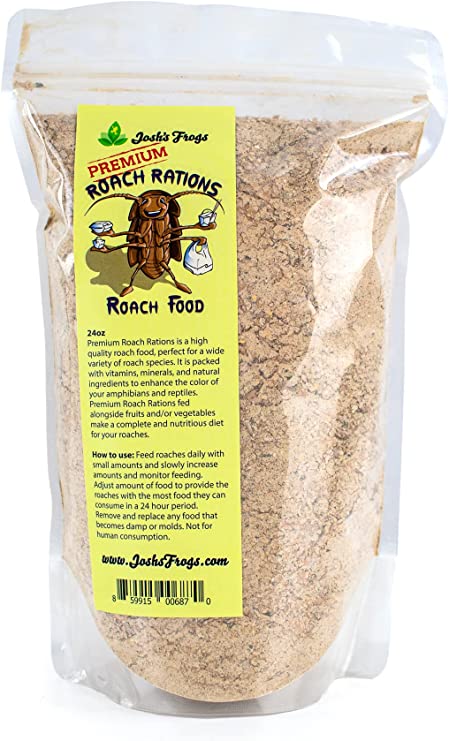 Josh's Frogs
PREMIUM
ROACH RATIONS
ROACH FOOD
24oz
Premium Roach Rations is a high
quality roach food, perfect for a wide
variety of roach species. It is packed
with vitamins, minerals, and natural
ingredients to enhance the color of
your amphibians and reptiles.
Premium Roach Rations fed
alongside fruits and/or vegetables
make a complete and nutritious diet
for your roaches.
How to use: Feed roaches daily with
small amounts and slowly increase
amounts and monitor feeding.
Adjust amount of food to provide the
roaches with the most food they can
consume in a 24 hour period.
Remove and replace any food that
becomes damp or molds. Not for
human consumption.
www.JoshsFrogs.com
8 59915 00687 0